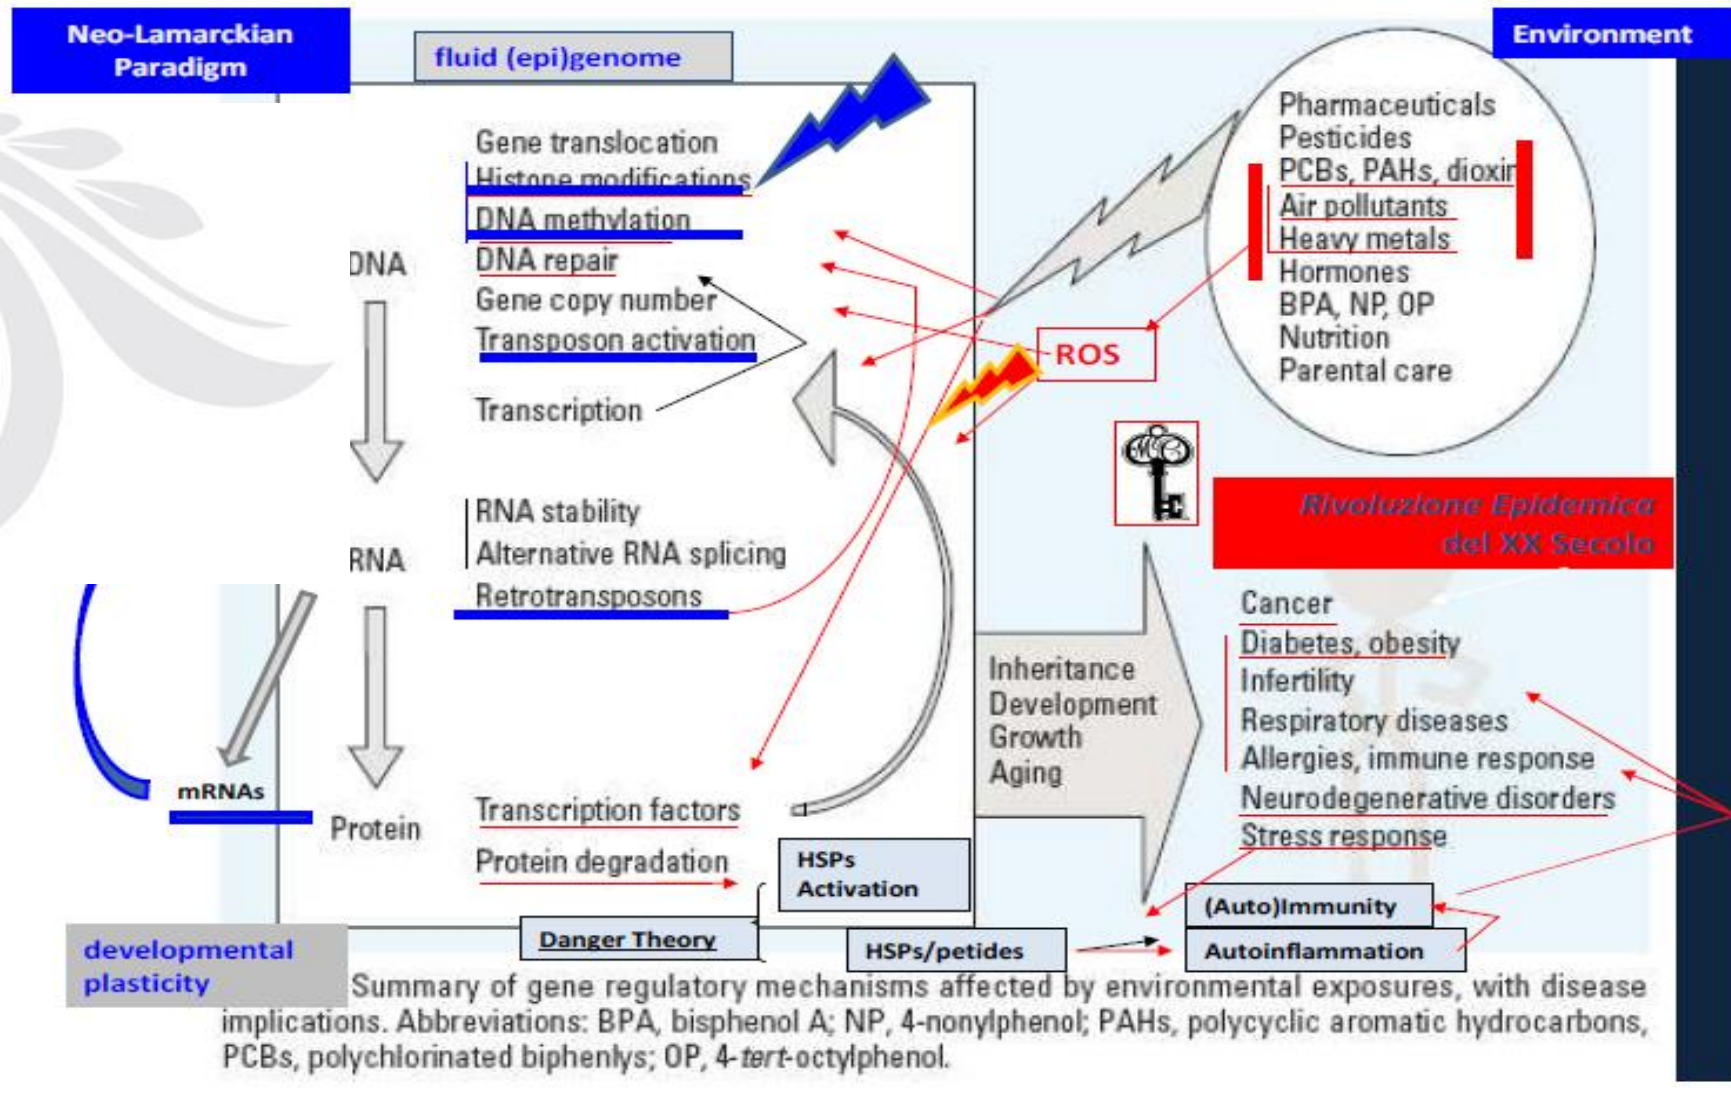 Neo-Lamarckian
Paradigm
fluid (epi)genome
Environment
Gene translocation
Histone modifications
DNA methylation
DNA repair
Gene copy number
Transposon activation
Transcription
DNA
RNA stability
Alternative RNA splicing
Retrotransposons
RNA
mRNAs
Protein
Transcription factors
Protein degradation
HSPs
Activation
Danger Theory
HSPs/petides
(Auto)Immunity
Autoinflammation
developmental
plasticity
Pharmaceuticals
Pesticides
PCBs, PAHs, dioxin
Air pollutants
Heavy metals
Hormones
BPA, NP, OP
Nutrition
Parental care
ROS
Rivoluzione Epidemica
del XX Secolo
Inheritance
Development
Growth
Aging
Cancer
Diabetes, obesity
Infertility
Respiratory diseases
Allergies, immune response
Neurodegenerative disorders
Stress response
Summary of gene regulatory mechanisms affected by environmental exposures, with disease
implications. Abbreviations: BPA, bisphenol A; NP, 4-nonylphenol; PAHs, polycyclic aromatic hydrocarbons,
PCBs, polychlorinated biphenlys; OP, 4-tert-octylphenol.